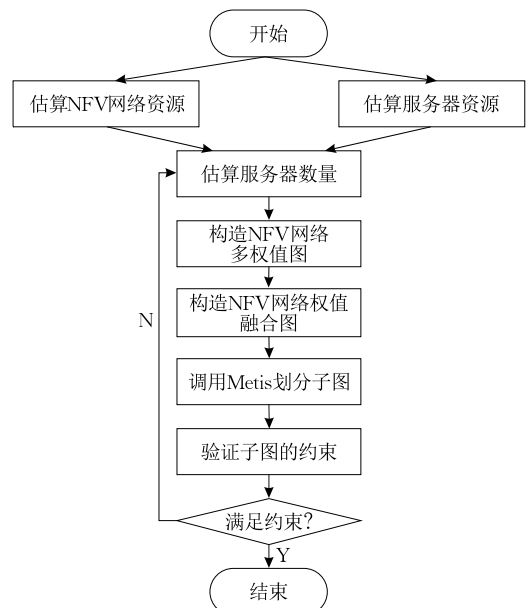 开始
估算NFV网络资源
估算服务器资源
估算服务器数量
构造NFV网络
多权值图
构造NFV网络权值
融合图
N
调用Metis划分子图
验证子图的约束
满足约束?
Y
结束